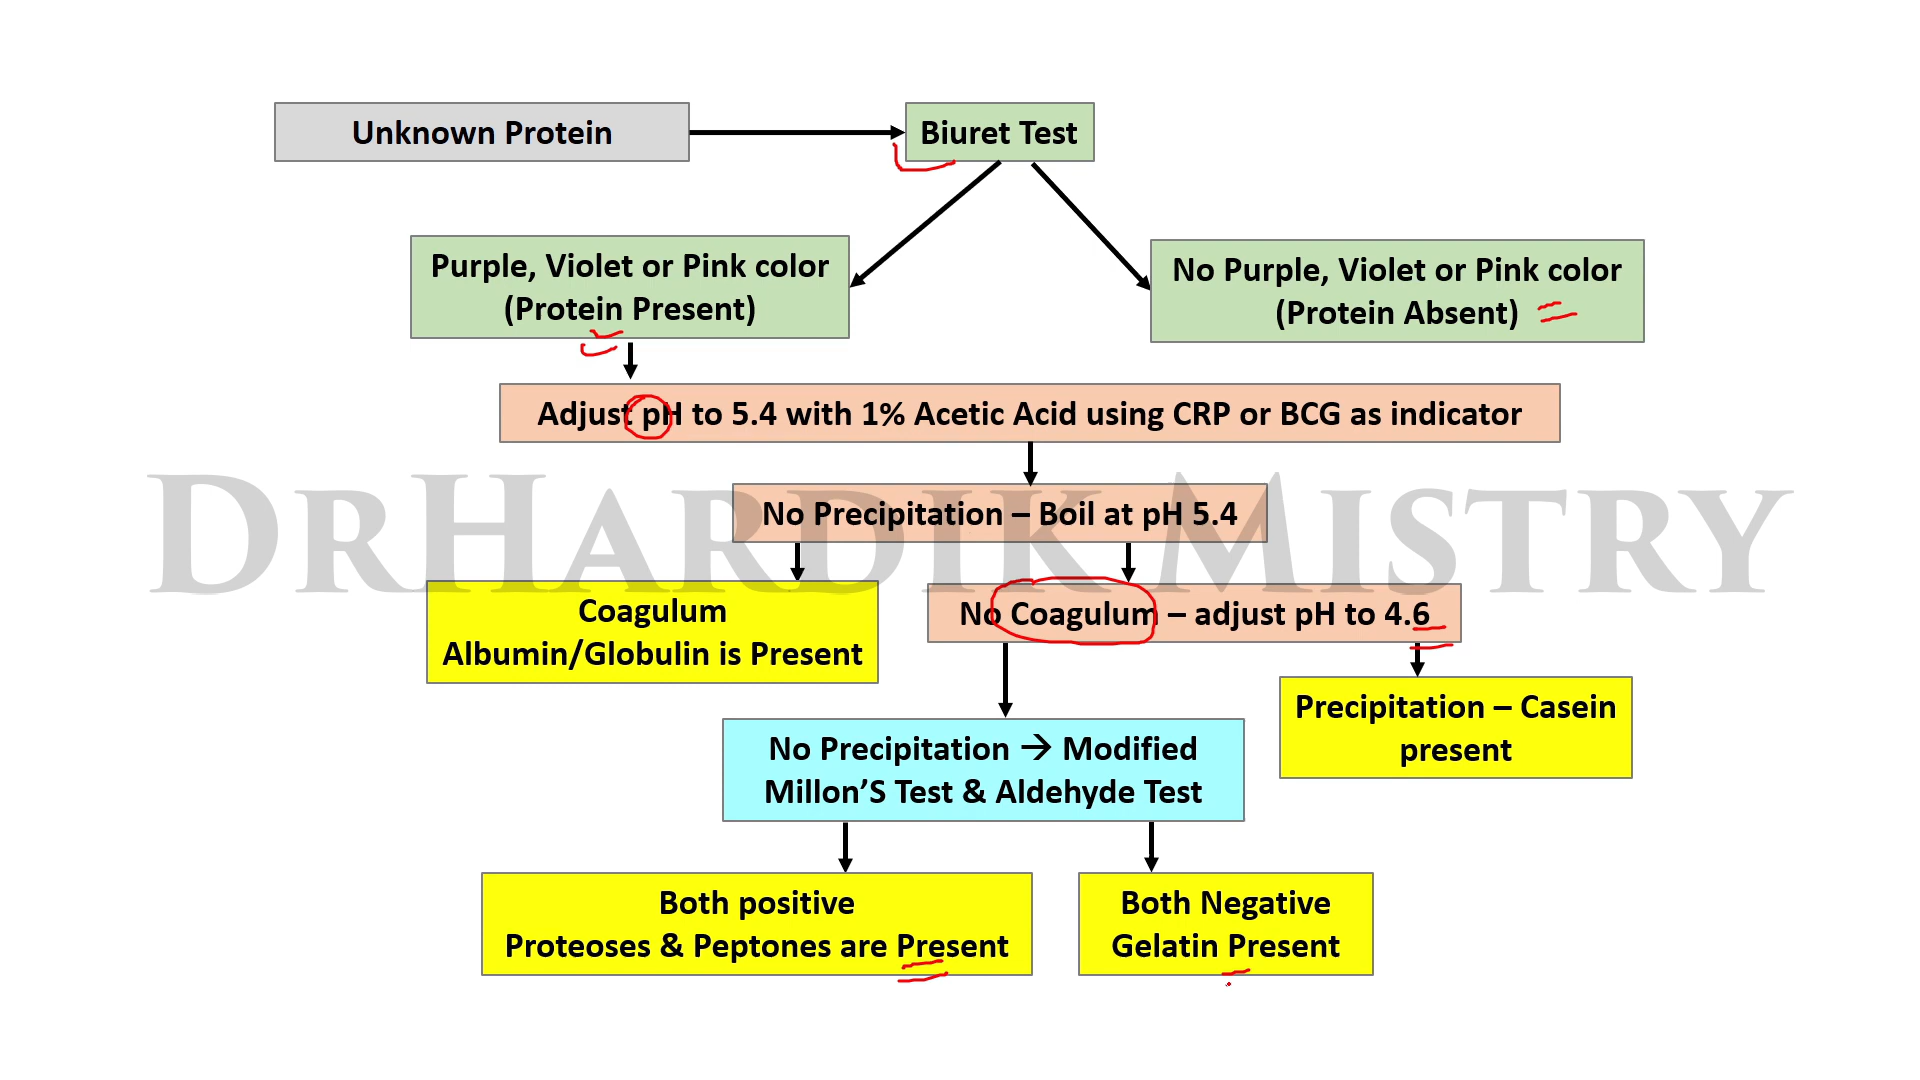 Unknown Protein
Biuret Test
Purple, Violet or Pink color
(Protein Present)
No Purple, Violet or Pink color
(Protein Absent)
Adjust pH to 5.4 with 1% Acetic Acid using CRP or BCG as indicator
No Precipitation – Boil at pH 5.4
DRHARDIK MISTRY
Coagulum
Albumin/Globulin is Present
No Coagulum – adjust pH to 4.6
Precipitation – Casein
present
No Precipitation → Modified
Millon’S Test & Aldehyde Test
Both positive
Proteoses & Peptones are Present
Both Negative
Gelatin Present